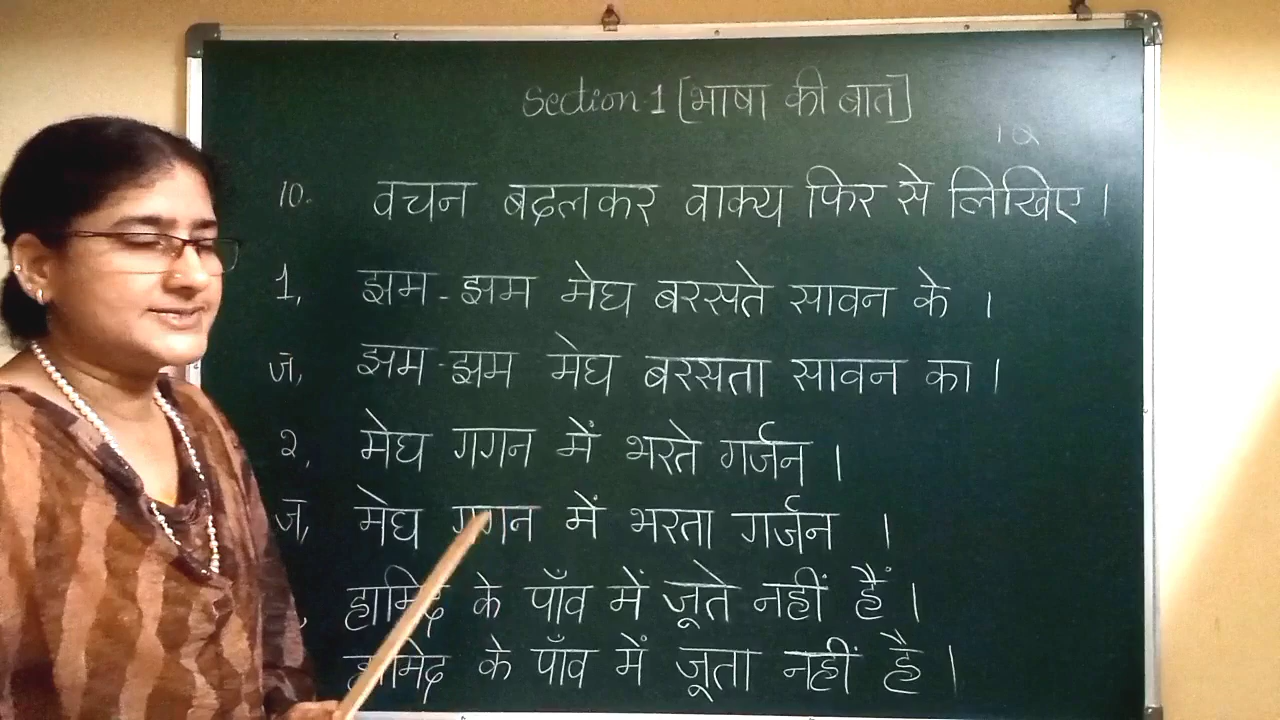 Section 1 [भाषा की बात]
10. वचन बदलकर वाक्य फिर से लिखिए।
1, झम-झम मेघ बरसते सावन के ।
ज, झम-झम मेघ बरसता सावन का।
२, मेघ गगन में भरते गर्जन ।
ज, मेघ गगन में भरता गर्जन ।
हामिद के पाँव में जूते नहीं हैं।
हामिद के पाँव में जूता नहीं है।